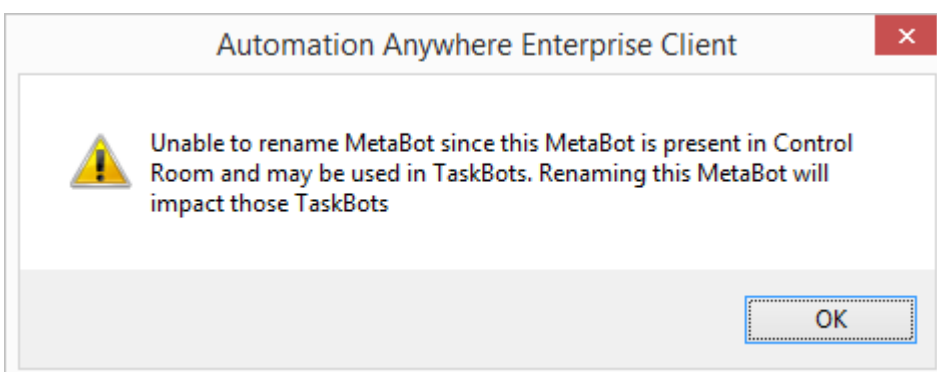 Automation Anywhere Enterprise Client
Unable to rename MetaBot since this MetaBot is present in Control
Room and may be used in TaskBots. Renaming this MetaBot will
impact those TaskBots
OK